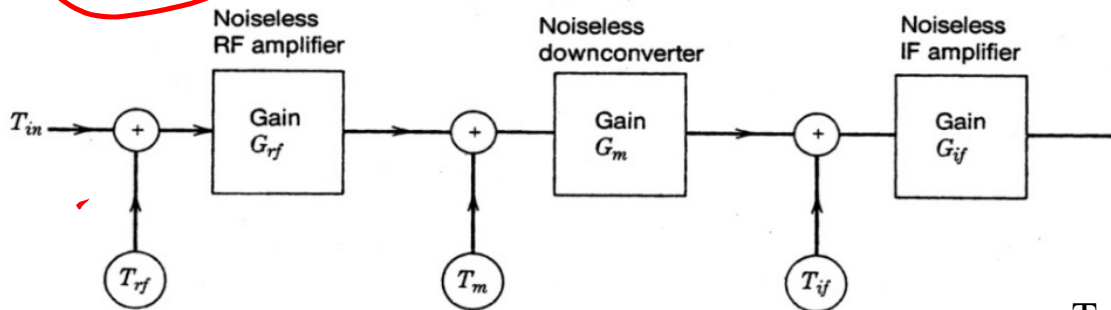 Noiseless
RF amplifier
Noiseless
downconverter
Noiseless
IF amplifier
T_in
+
Gain
G_rf
+
Gain
G_m
+
Gain
G_if
T_rf
T_m
T_if